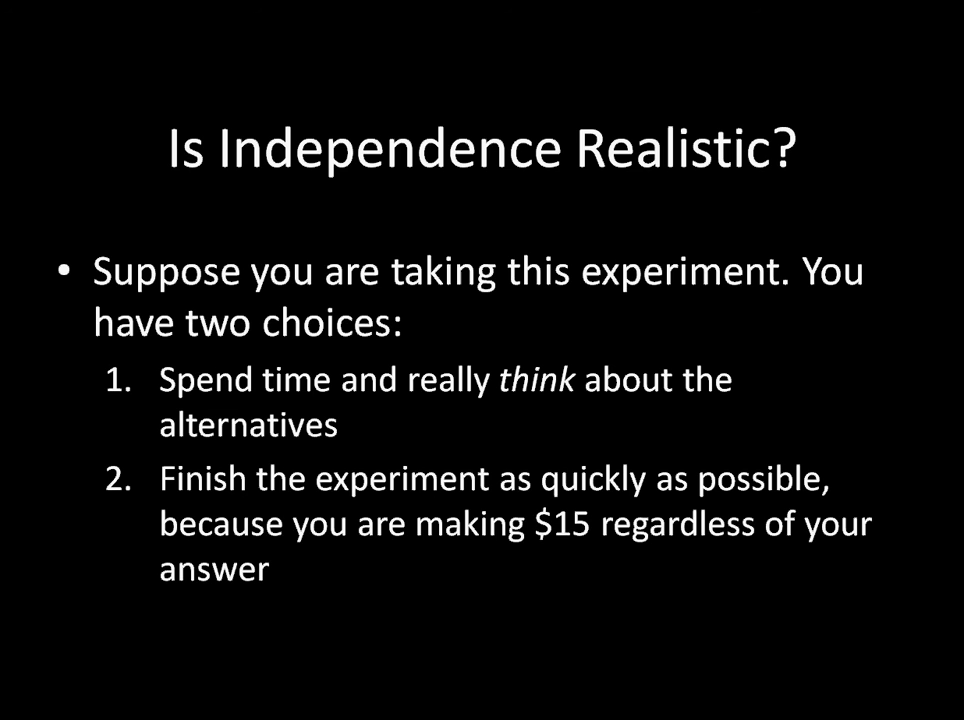 Is Independence Realistic?
• Suppose you are taking this experiment. You
have two choices:
1. Spend time and really think about the
alternatives
2. Finish the experiment as quickly as possible,
because you are making $15 regardless of your
answer